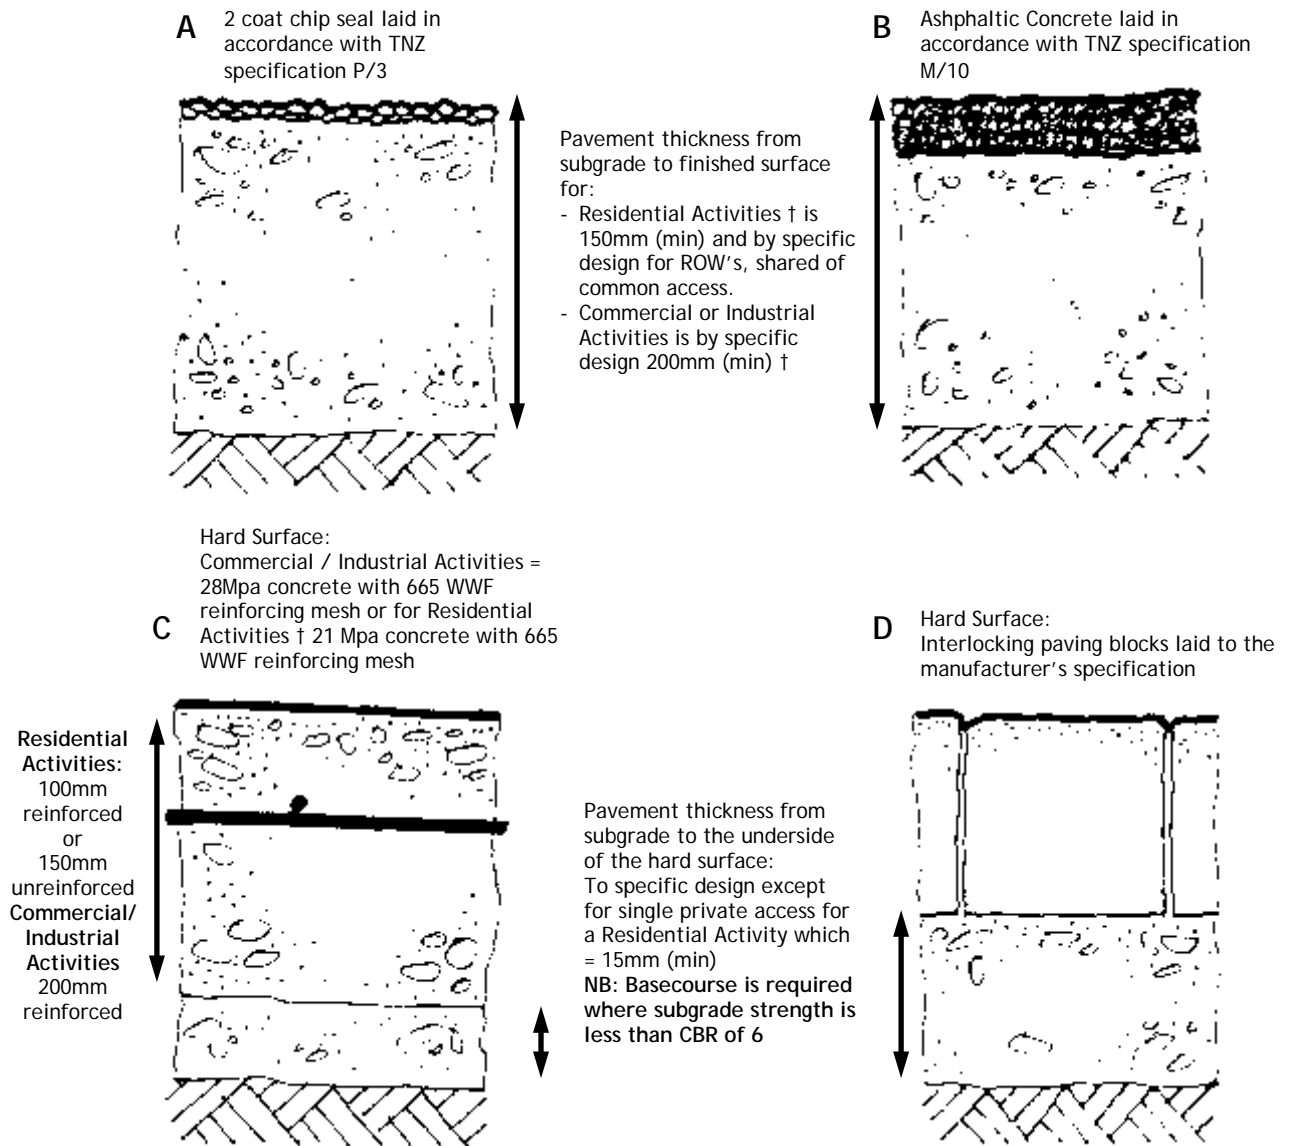 A
2 coat chip seal laid in
accordance with TNZ
specification P/3
B
Ashphaltic Concrete laid in
accordance with TNZ specification
M/10
Pavement thickness from
subgrade to finished surface
for:
- Residential Activities † is
150mm (min) and by specific
design for ROW's, shared of
common access.
- Commercial or Industrial
Activities is by specific
design 200mm (min) †
C
Hard Surface:
Commercial / Industrial Activities =
28Mpa concrete with 665 WWF
reinforcing mesh or for Residential
Activities † 21 Mpa concrete with 665
WWF reinforcing mesh
D
Hard Surface:
Interlocking paving blocks laid to the
manufacturer's specification
Residential
Activities:
100mm
reinforced
or
150mm
unreinforced
Commercial/
Industrial
Activities
200mm
reinforced
Pavement thickness from
subgrade to the underside
of the hard surface:
To specific design except
for single private access for
a Residential Activity which
= 15mm (min)
NB: Basecourse is required
where subgrade strength is
less than CBR of 6